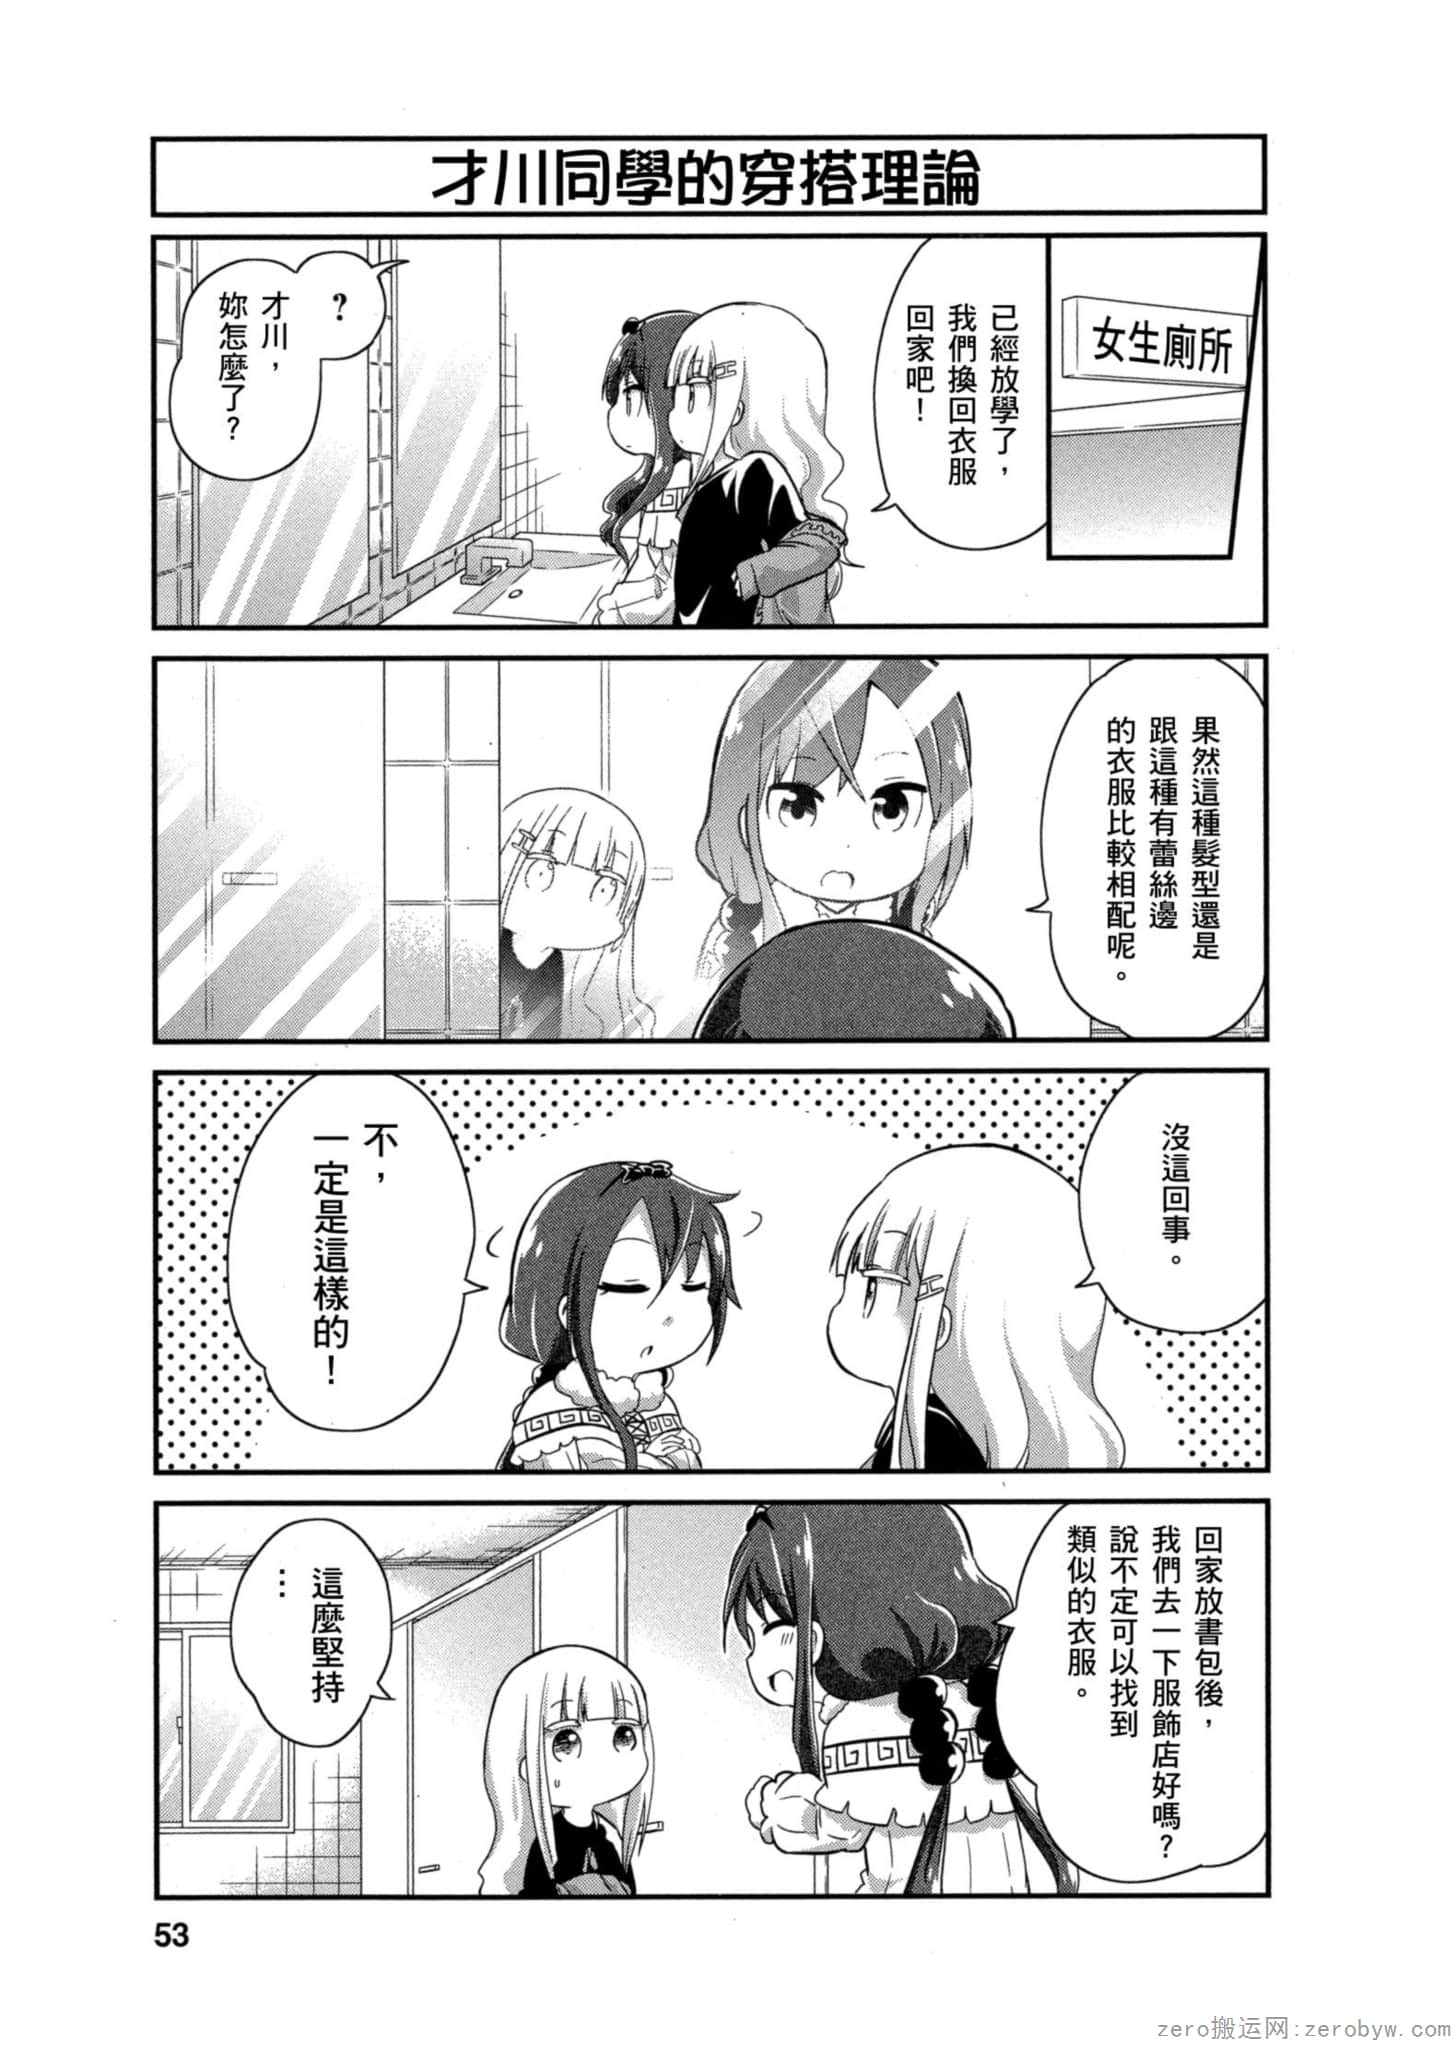 才川同學的穿搭理論
女生廁所
已經放學了，
我們換回衣服
回家吧！
？
才川，
妳怎麼了？
果然這種髮型還是
跟這種有蕾絲邊
的衣服比較相配呢。
沒這回事。
不，
一定是這樣的！
回家放書包後，
我們去一下服飾店好嗎？
說不定可以找到
類似的衣服。
這麼堅持
…
53
zero搬运网:zerobyw.com